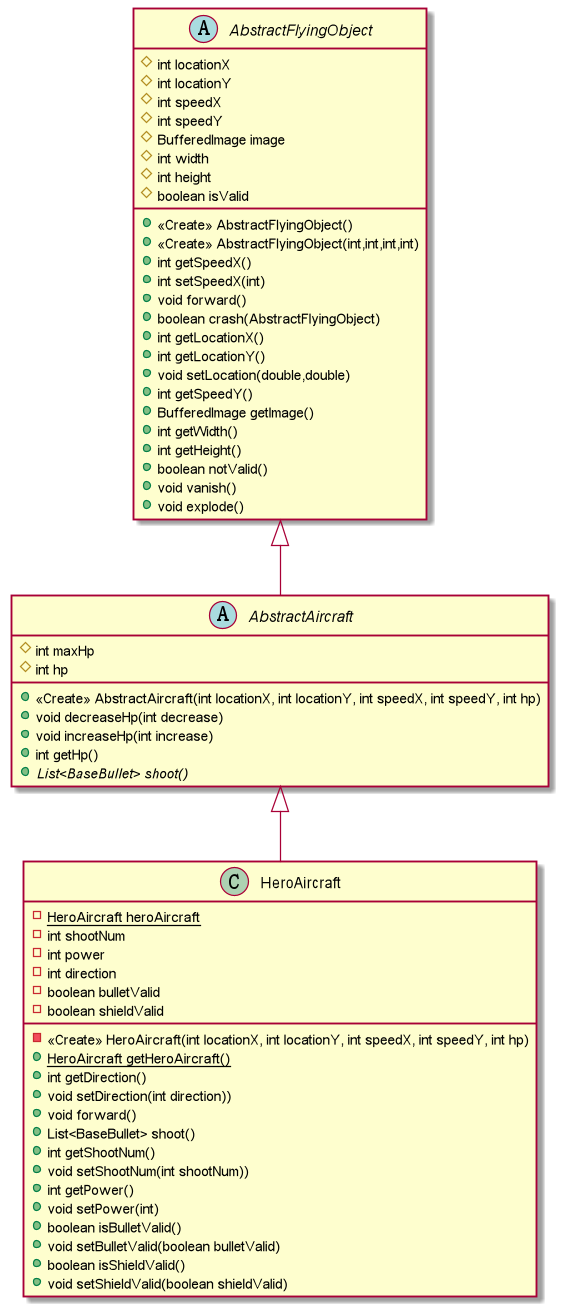 A AbstractFlyingObject
int locationX
int locationY
int speedX
int speedY
BufferedImage image
int width
int height
boolean isValid
«Create» AbstractFlyingObject()
«Create» AbstractFlyingObject(int,int,int,int)
int getSpeedX()
int setSpeedX(int)
void forward()
boolean crash(AbstractFlyingObject)
int getLocationX()
int getLocationY()
void setLocation(double,double)
int getSpeedY()
BufferedImage getImage()
int getWidth()
int getHeight()
boolean notValid()
void vanish()
void explode()
A AbstractAircraft
int maxHp
int hp
«Create» AbstractAircraft(int locationX, int locationY, int speedX, int speedY, int hp)
void decreaseHp(int decrease)
void increaseHp(int increase)
int getHp()
List<BaseBullet> shoot()
C HeroAircraft
HeroAircraft heroAircraft
int shootNum
int power
int direction
boolean bulletValid
boolean shieldValid
«Create» HeroAircraft(int locationX, int locationY, int speedX, int speedY, int hp)
HeroAircraft getHeroAircraft()
int getDirection()
void setDirection(int direction))
void forward()
List<BaseBullet> shoot()
int getShootNum()
void setShootNum(int shootNum))
int getPower()
void setPower(int)
boolean isBulletValid()
void setBulletValid(boolean bulletValid)
boolean isShieldValid()
void setShieldValid(boolean shieldValid)